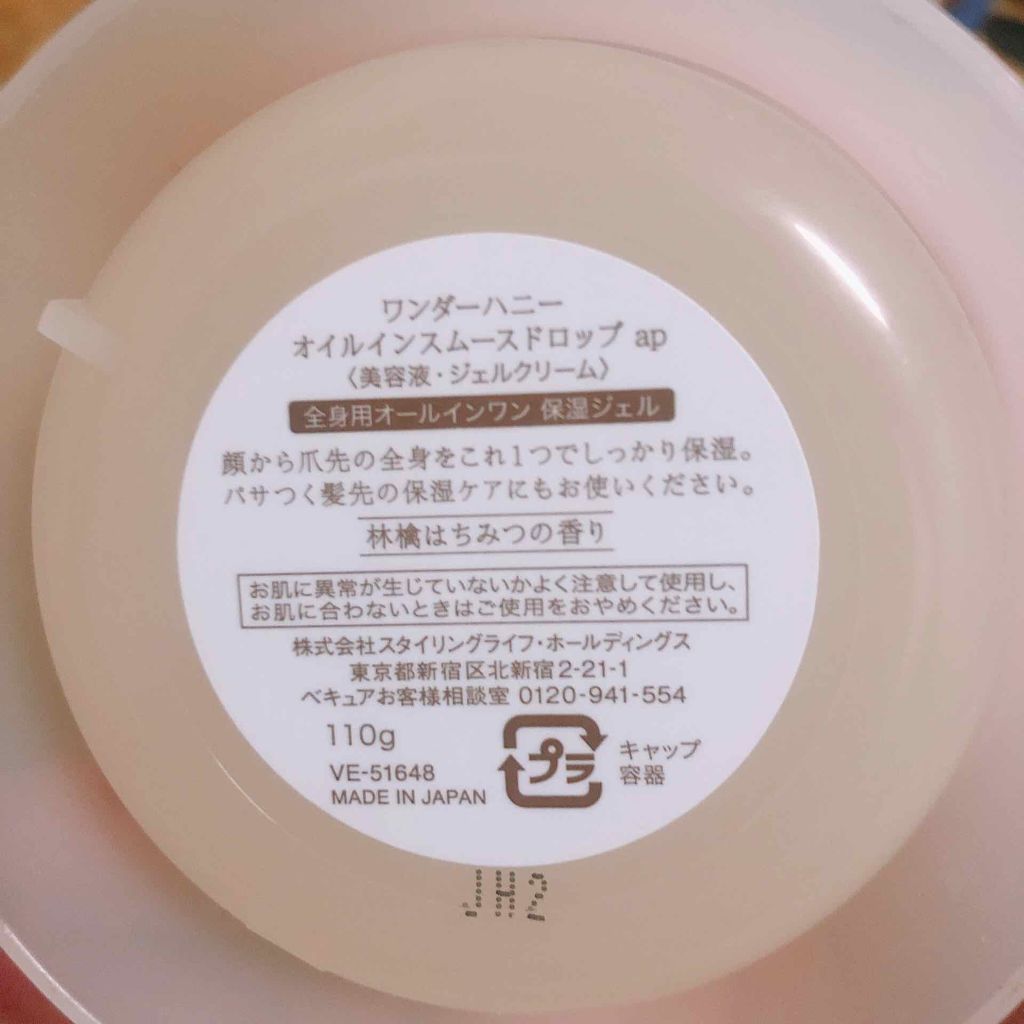 ワンダーハニー
オイルインスムースドロップ ap
〈美容液・ジェルクリーム〉
全身用オールインワン 保湿ジェル
顔から爪先の全身をこれ1つでしっかり保湿。
パサつく髪先の保湿ケアにもお使いください。
林檎はちみつの香り
お肌に異常が生じていないかよく注意して使用し、
お肌に合わないときはご使用をおやめください。
株式会社スタイリングライフ・ホールディングス
東京都新宿区北新宿2-21-1
ベキュアお客様相談室 0120-941-554
110g
VE-51648
MADE IN JAPAN
プラ
キャップ
容器
JH2